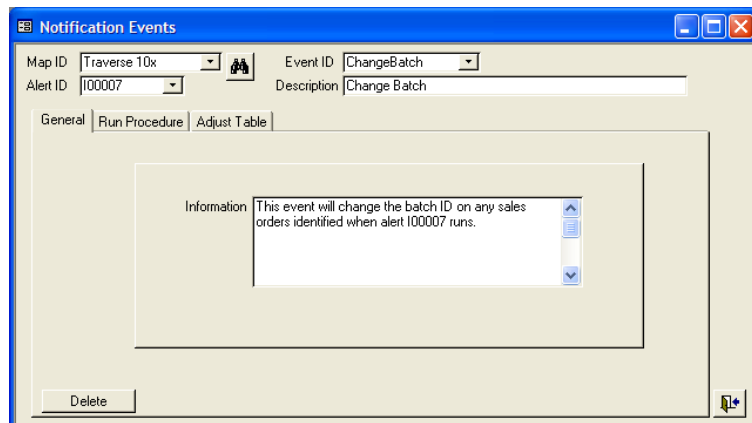 Notification Events
Map ID Traverse 10x Event ID ChangeBatch
Alert ID I00007 Description Change Batch
General Run Procedure Adjust Table
Information This event will change the batch ID on any sales
orders identified when alert I00007 runs.
Delete